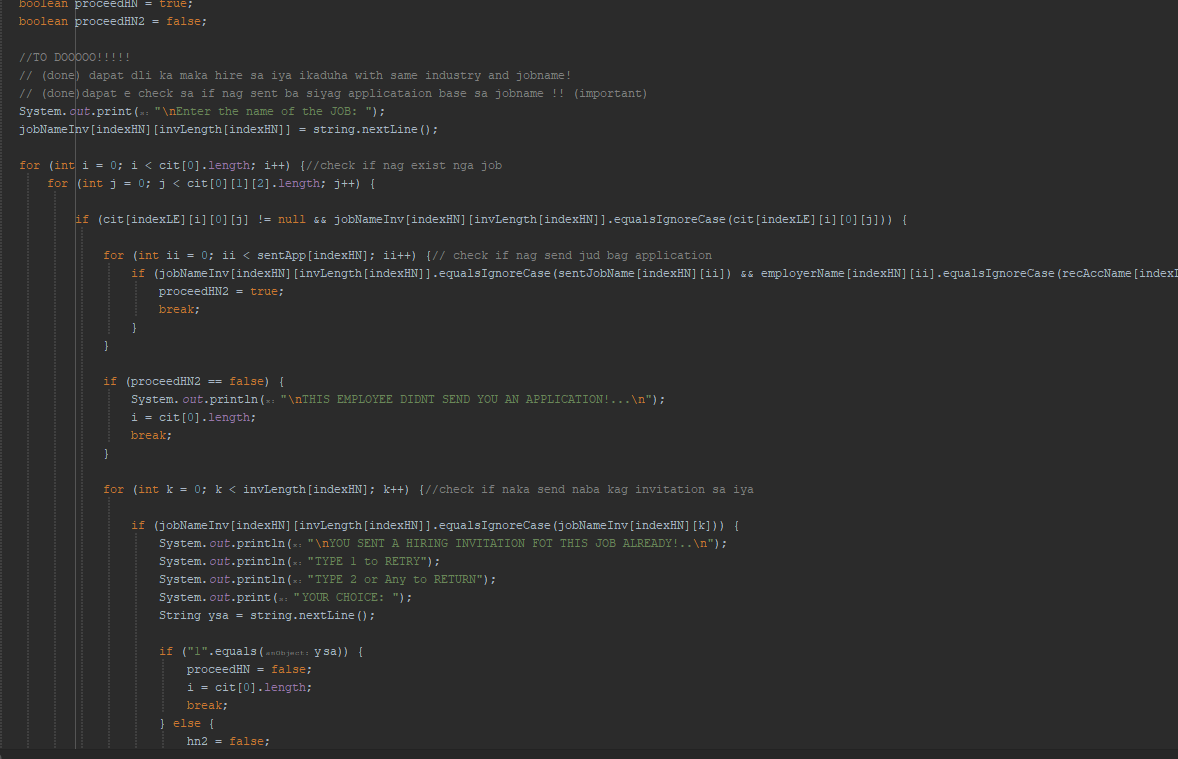 boolean proceedHN = true;
boolean proceedHN2 = false;
//TO DOOOOO!!!!!
// (done) dapat dli ka maka hire sa iya ikaduha with same industry and jobname!
// (done)dapat e check sa if nag sent ba siyag applicataion base sa jobname !! (important)
System.out.print(s: "\nEnter the name of the JOB: ");
jobNameInv[indexHN][invLength[indexHN]] = string.nextLine();
for (int i = 0; i < cit[0].length; i++) {//check if nag exist nga job
for (int j = 0; j < cit[0][1][2].length; j++) {
if (cit[indexLE][i][0][j] != null && jobNameInv[indexHN][invLength[indexHN]].equalsIgnoreCase(cit[indexLE][i][0][j])) {
for (int ii = 0; ii < sentApp[indexHN]; ii++) {// check if nag send jud bag application
if (jobNameInv[indexHN][invLength[indexHN]].equalsIgnoreCase(sentJobName[indexHN][ii]) && employerName[indexHN][ii].equalsIgnoreCase(recAccName[index
proceedHN2 = true;
break;
}
}
if (proceedHN2 == false) {
System.out.println(x: "\nTHIS EMPLOYEE DIDNT SEND YOU AN APPLICATION!...\n");
i = cit[0].length;
break;
}
for (int k = 0; k < invLength[indexHN]; k++) {//check if naka send naba kag invitation sa iya
if (jobNameInv[indexHN][invLength[indexHN]].equalsIgnoreCase(jobNameInv[indexHN][k])) {
System.out.println(x: "\nYOU SENT A HIRING INVITATION FOT THIS JOB ALREADY!..\n");
System.out.println(x: "TYPE 1 to RETRY");
System.out.println(x: "TYPE 2 or Any to RETURN");
System.out.print(s: "YOUR CHOICE: ");
String ysa = string.nextLine();
if ("1".equals(anObject: ysa)) {
proceedHN = false;
i = cit[0].length;
break;
} else {
hn2 = false;